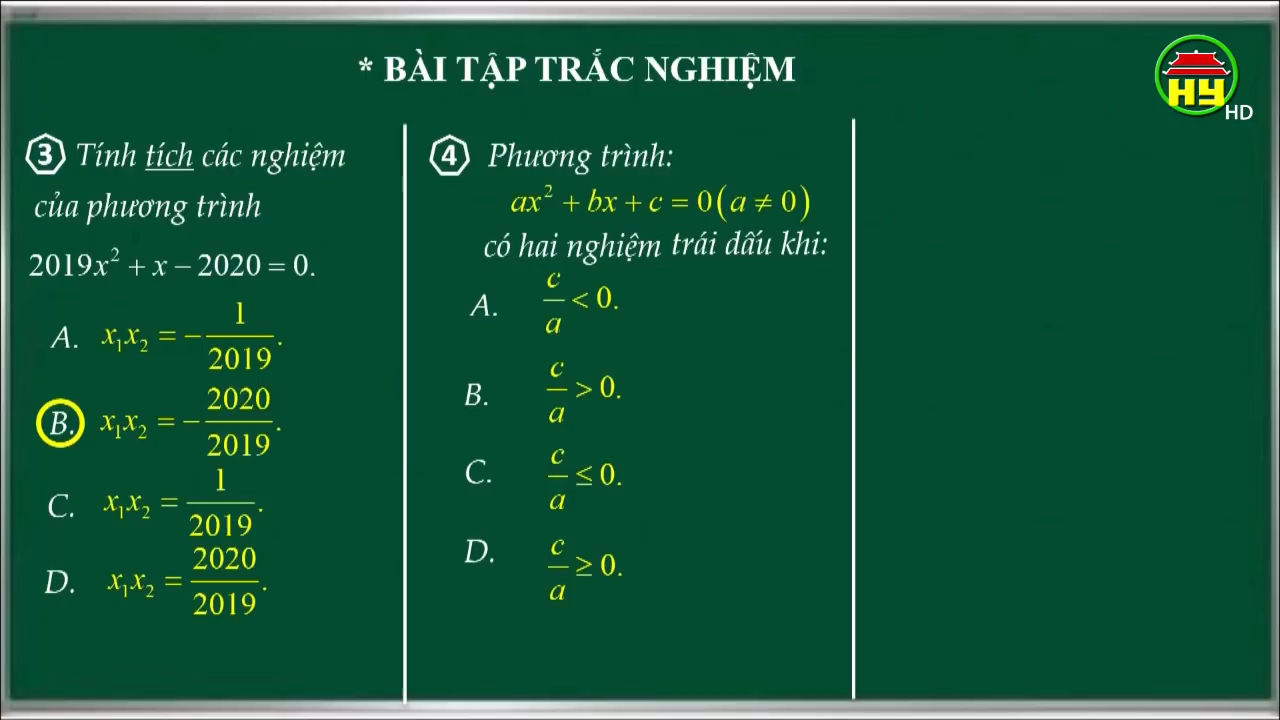 * BÀI TẬP TRẮC NGHIỆM
HY
HD
3 Tính tích các nghiệm
của phương trình
2019x² + x − 2020 = 0.
A. x₁x₂ = − 1/2019.
B. x₁x₂ = − 2020/2019.
C. x₁x₂ = 1/2019.
D. x₁x₂ = 2020/2019.
4 Phương trình:
ax² + bx + c = 0 (a ≠ 0)
có hai nghiệm trái dấu khi:
A. c/a < 0.
B. c/a > 0.
C. c/a ≤ 0.
D. c/a ≥ 0.